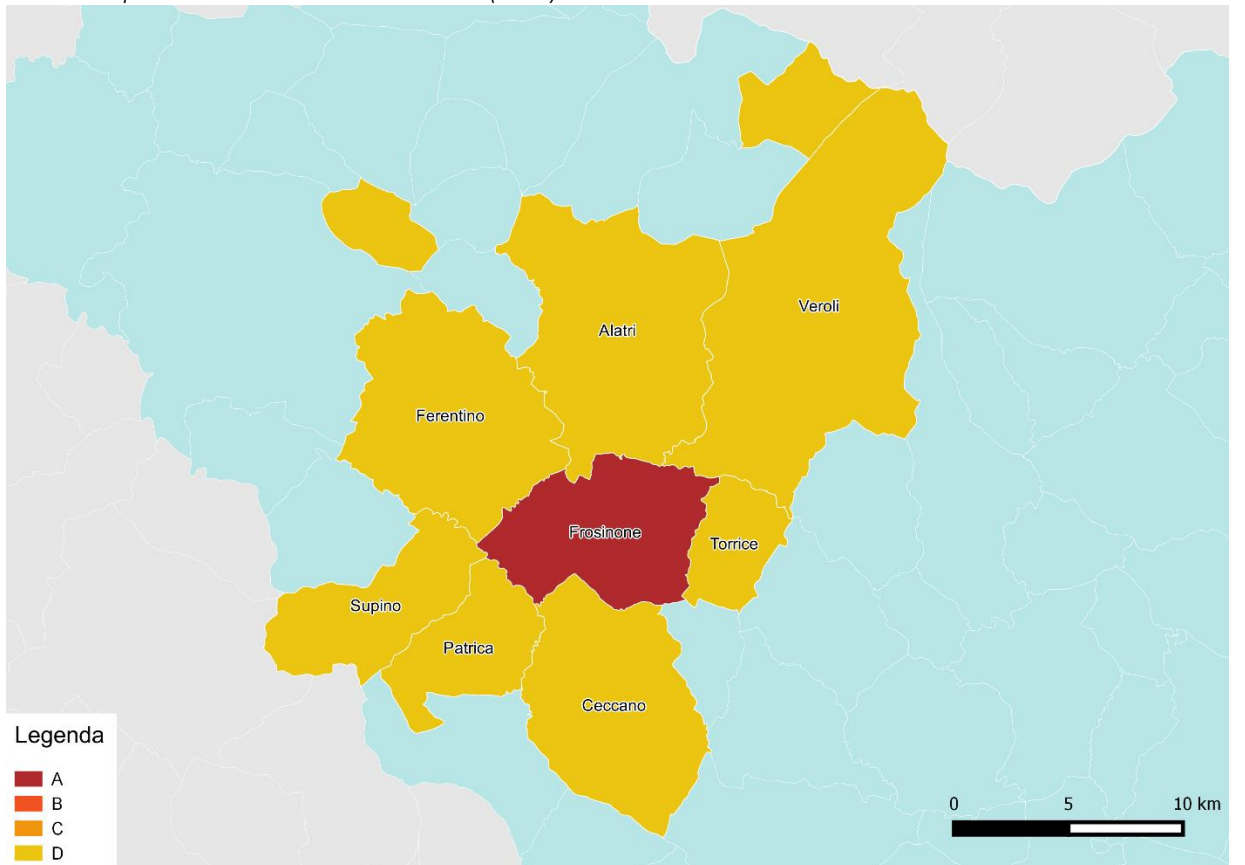 Veroli
Alatri
Ferentino
Frosinone
Torrice
Supino
Patrica
Ceccano
Legenda
A
B
C
D
0 5 10 km